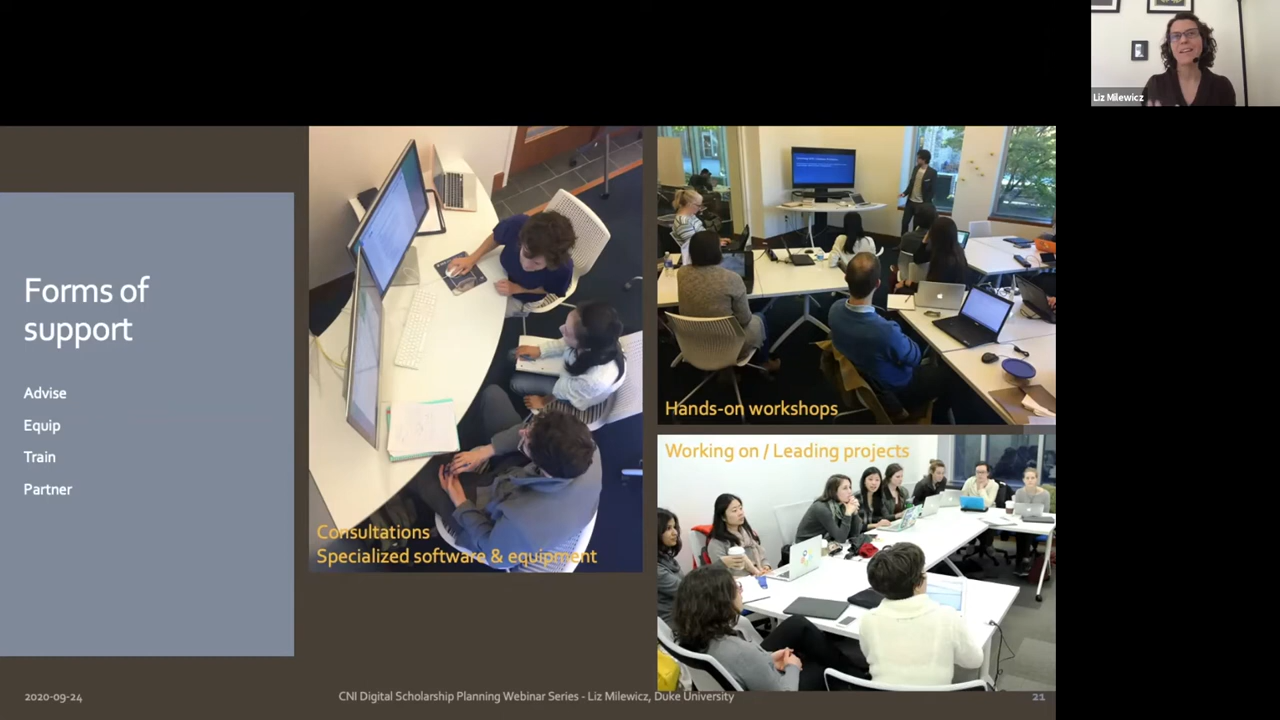 Liz Milewicz
Forms of
support
Advise
Equip
Train
Partner
Consultations
Specialized software & equipment
Hands-on workshops
Working on / Leading projects
2020-09-24
CNI Digital Scholarship Planning Webinar Series - Liz Milewicz, Duke University
21